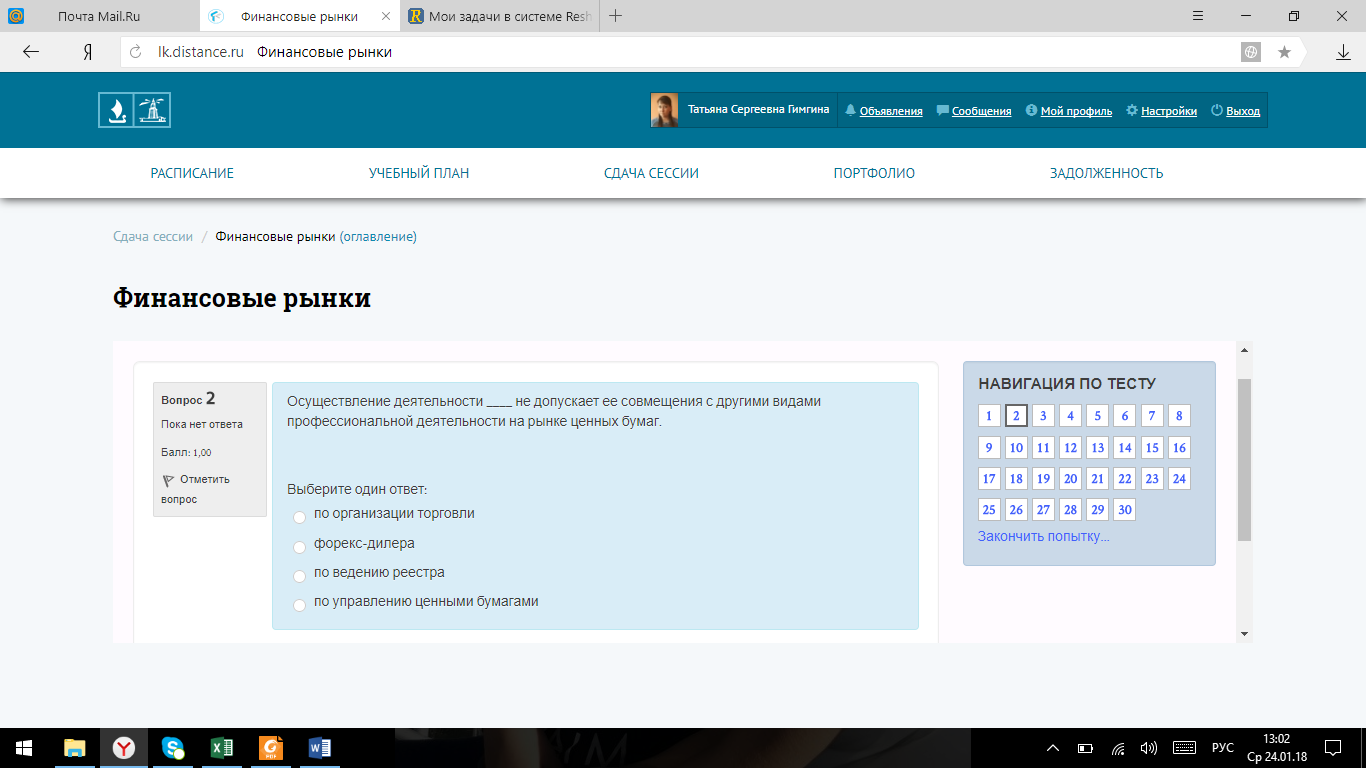 Почта Mail.Ru
Финансовые рынки
Мои задачи в системе Resh
Я
lk.distance.ru Финансовые рынки
Татьяна Сергеевна Гимгина
Объявления
Сообщения
Мой профиль
Настройки
Выход
РАСПИСАНИЕ
УЧЕБНЫЙ ПЛАН
СДАЧА СЕССИИ
ПОРТФОЛИО
ЗАДОЛЖЕННОСТЬ
Сдача сессии / Финансовые рынки (оглавление)
Финансовые рынки
Вопрос 2
Пока нет ответа
Балл: 1,00
Отметить
вопрос
Осуществление деятельности ____ не допускает ее совмещения с другими видами
профессиональной деятельности на рынке ценных бумаг.
Выберите один ответ:
по организации торговли
форекс-дилера
по ведению реестра
по управлению ценными бумагами
НАВИГАЦИЯ ПО ТЕСТУ
1 2 3 4 5 6 7 8
9 10 11 12 13 14 15 16
17 18 19 20 21 22 23 24
25 26 27 28 29 30
Закончить попытку...
РУС
13:02
Ср 24.01.18